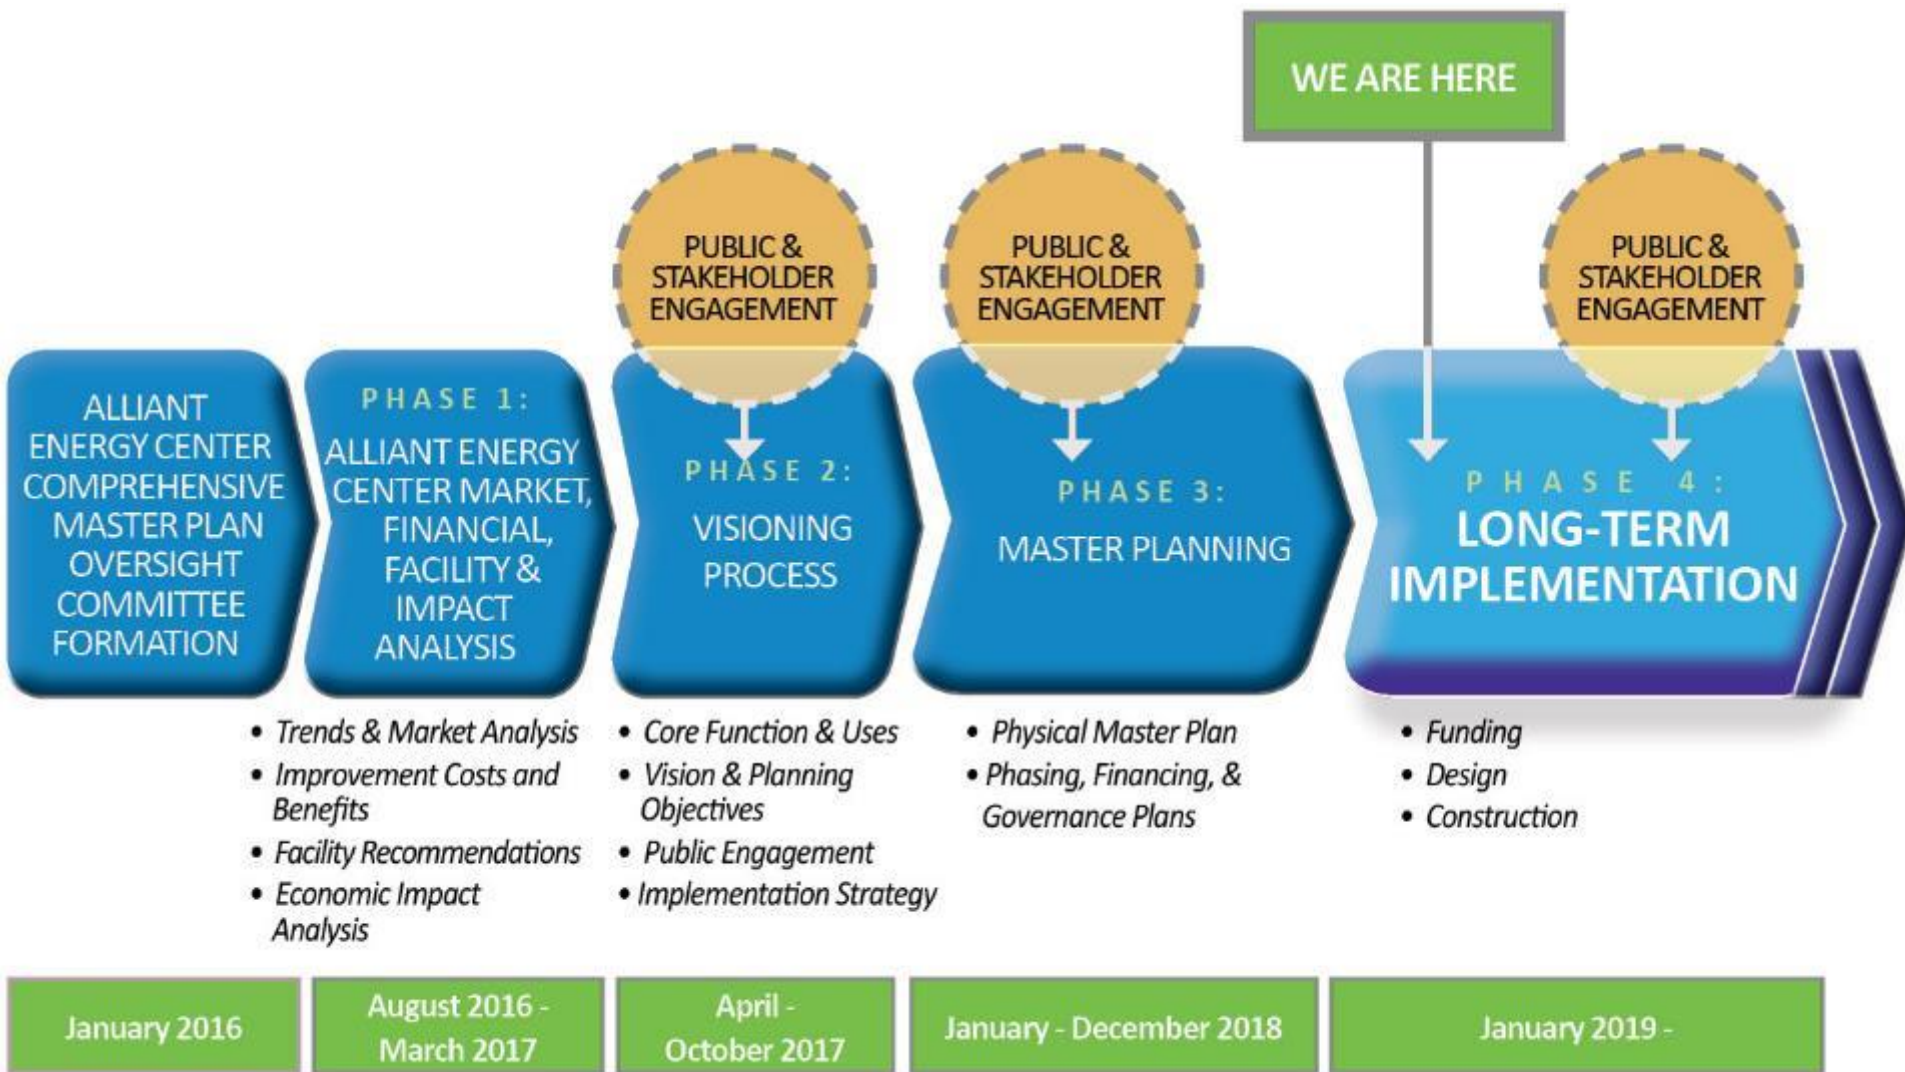 WE ARE HERE
PUBLIC &
STAKEHOLDER
ENGAGEMENT
PUBLIC &
STAKEHOLDER
ENGAGEMENT
PUBLIC &
STAKEHOLDER
ENGAGEMENT
ALLIANT
ENERGY CENTER
COMPREHENSIVE
MASTER PLAN
OVERSIGHT
COMMITTEE
FORMATION
PHASE 1:
ALLIANT ENERGY
CENTER MARKET,
FINANCIAL,
FACILITY &
IMPACT
ANALYSIS
PHASE 2:
VISIONING
PROCESS
PHASE 3:
MASTER PLANNING
PHASE 4:
LONG-TERM
IMPLEMENTATION
• Trends & Market Analysis
• Improvement Costs and
Benefits
• Facility Recommendations
• Economic Impact
Analysis
• Core Function & Uses
• Vision & Planning
Objectives
• Public Engagement
• Implementation Strategy
• Physical Master Plan
• Phasing, Financing, &
Governance Plans
• Funding
• Design
• Construction
January 2016
August 2016 -
March 2017
April -
October 2017
January - December 2018
January 2019 -